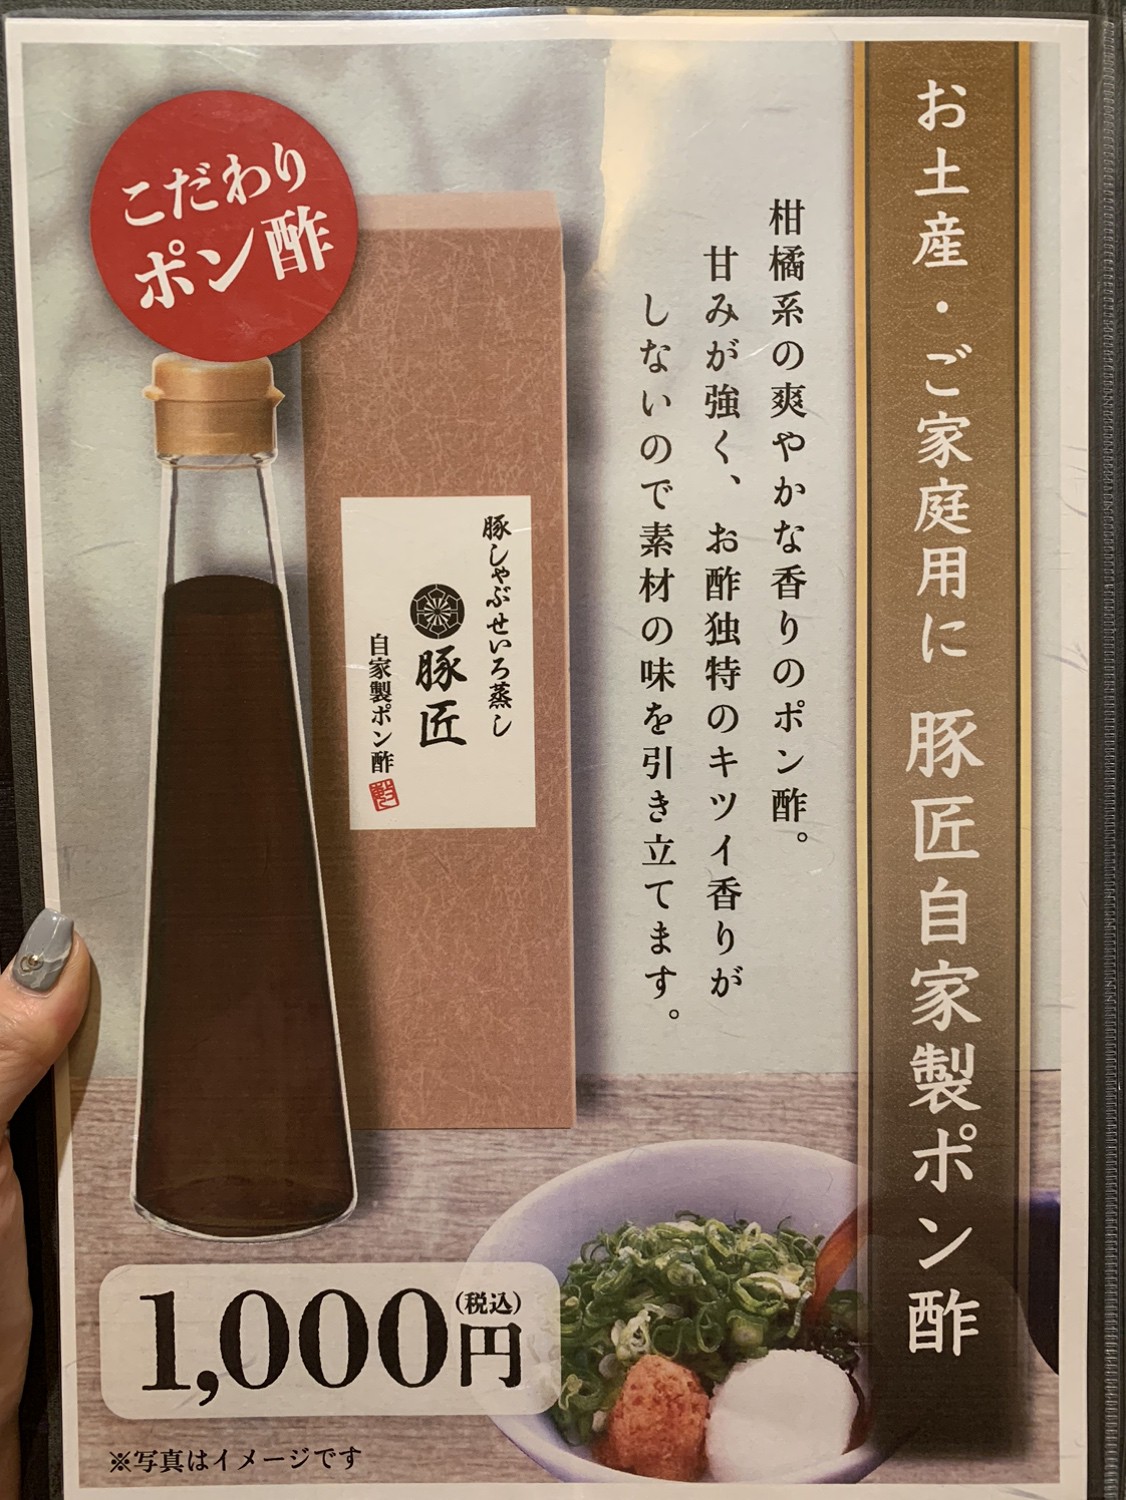 お土産・ご家庭用に 豚匠自家製ポン酢
柑橘系の爽やかな香りのポン酢。
甘みが強く、お酢独特のキツイ香りが
しないので素材の味を引き立てます。
こだわり
ポン酢
豚しゃぶせいろ蒸し
豚匠
自家製ポン酢
1,000円
(税込)
※写真はイメージです